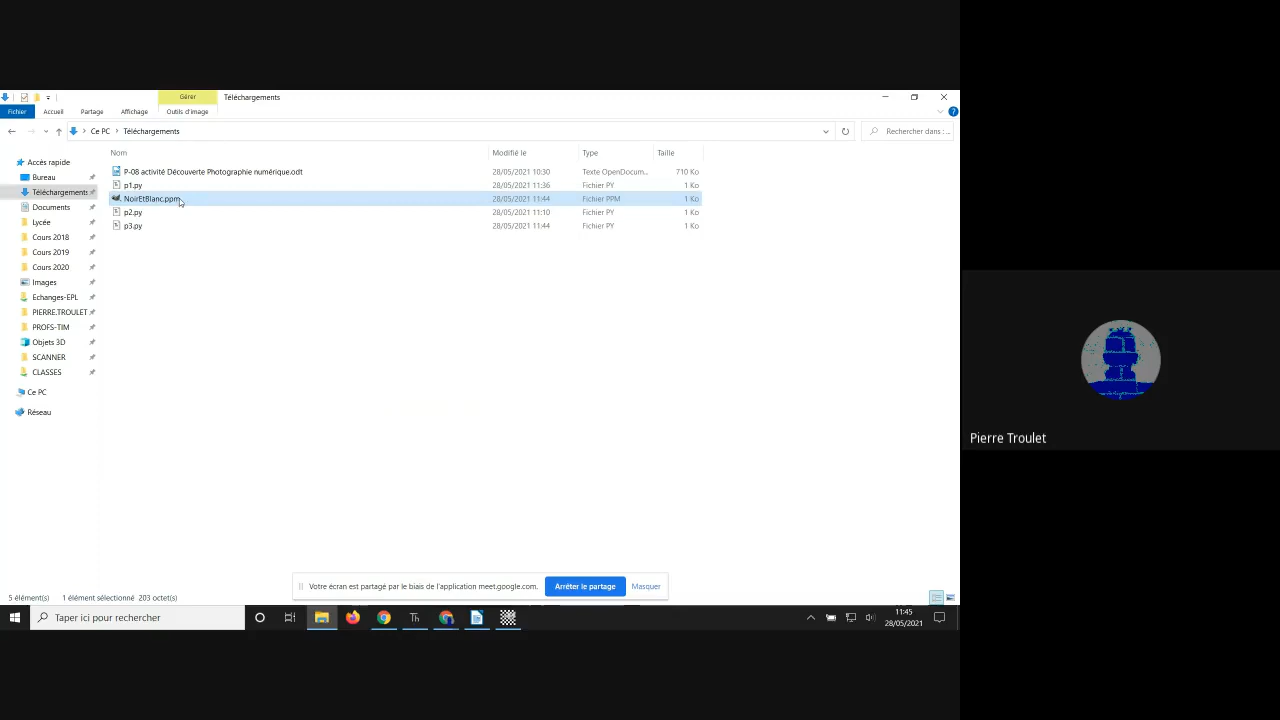 Gérer
Téléchargements
Fichier
Accueil
Partage
Affichage
Outils d'image
Ce PC > Téléchargements
Rechercher dans : ...
Nom
Modifié le
Type
Taille
Accès rapide
Bureau
Téléchargements
Documents
Lycée
Cours 2018
Cours 2019
Cours 2020
Images
Echanges-EPL
PIERRE.TROULET
PROFS-TIM
Objets 3D
SCANNER
CLASSES
Ce PC
Réseau
P-08 activité Découverte Photographie numérique.odt 28/05/2021 10:30 Texte OpenDocum... 710 Ko
p1.py 28/05/2021 11:36 Fichier PY 1 Ko
NoirEtBlanc.ppm 28/05/2021 11:44 Fichier PPM 1 Ko
p2.py 28/05/2021 11:10 Fichier PY 1 Ko
p3.py 28/05/2021 11:44 Fichier PY 1 Ko
Pierre Troulet
Votre écran est partagé par le biais de l'application meet.google.com.
Arrêter le partage
Masquer
5 élément(s) 1 élément sélectionné 203 octet(s)
Taper ici pour rechercher
Th
11:45
28/05/2021